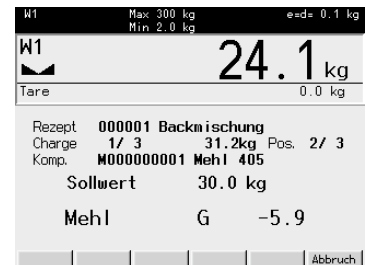 W1 Max 300 kg e=d= 0.1 kg
Min 2.0 kg
W1
24.1 kg
Tare 0.0 kg
Rezept 000001 Backmischung
Charge 1/ 3 31.2kg Pos. 2/ 3
Komp. M000000001 Mehl 405
Sollwert 30.0 kg
Mehl G -5.9
Abbruch